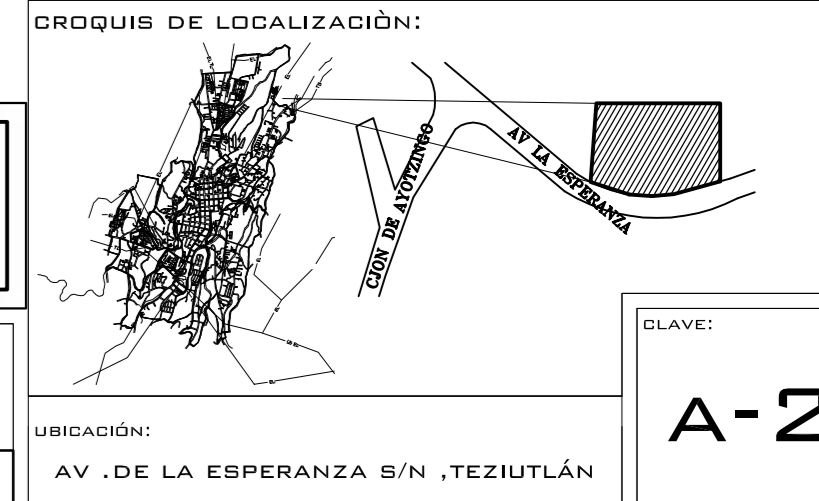 CROQUIS DE LOCALIZACIÒN:
CJON DE AYOTZINGO
AV LA ESPERANZA
CLAVE:
A-2
UBICACIÓN:
AV .DE LA ESPERANZA S/N ,TEZIUTLÁN